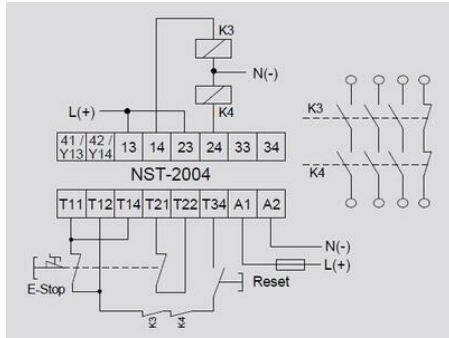 K3
N(-)
K4
L(+)
41 / Y13
42 / Y14
13
14
23
24
33
34
NST-2004
T11
T12
T14
T21
T22
T34
A1
A2
N(-)
L(+)
E-Stop
Reset
K3
K4
K3
K4